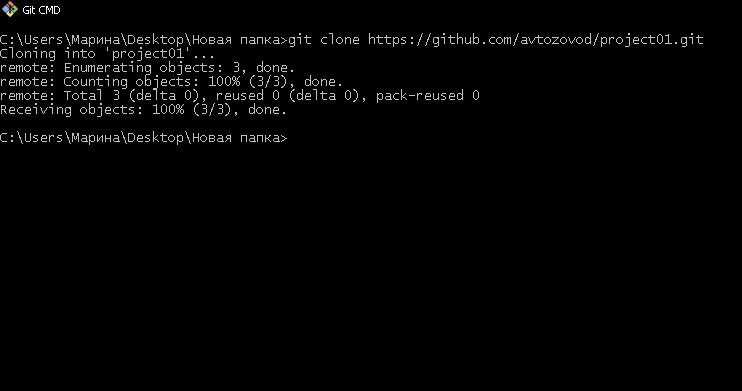 Git CMD
C:\Users\Марина\Desktop\Новая папка>git clone https://github.com/avtozovod/project01.git
Cloning into 'project01'...
remote: Enumerating objects: 3, done.
remote: Counting objects: 100% (3/3), done.
remote: Total 3 (delta 0), reused 0 (delta 0), pack-reused 0
Receiving objects: 100% (3/3), done.
C:\Users\Марина\Desktop\Новая папка>